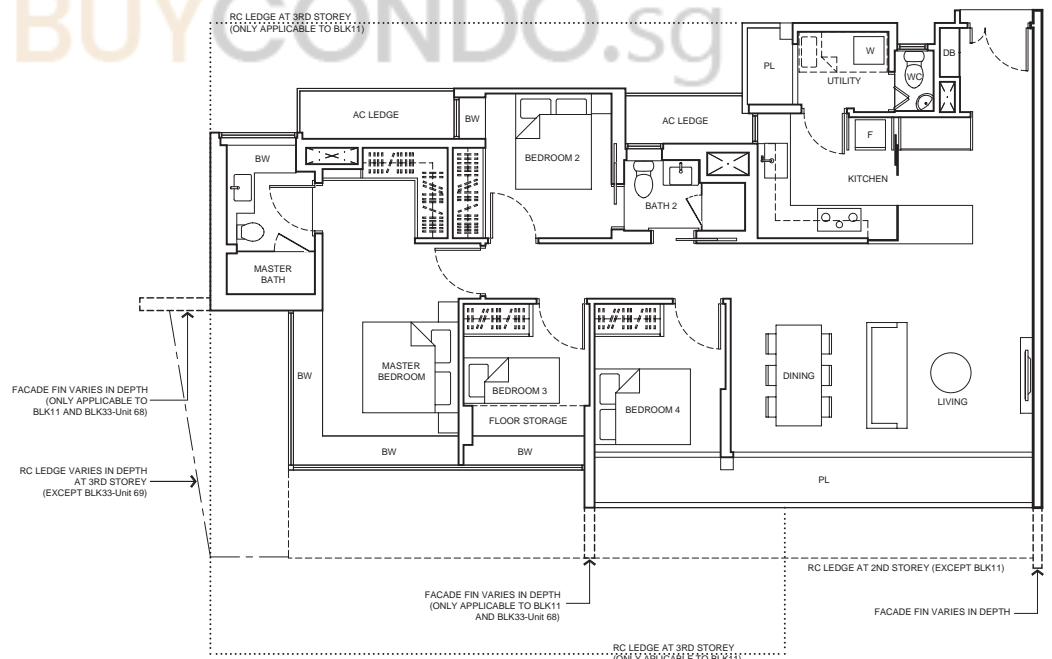 BUYCONDO.sg
RC LEDGE AT 3RD STOREY
(ONLY APPLICABLE TO BLK11)
PL
W
UTILITY
WC
DB
AC LEDGE
BW
BEDROOM 2
AC LEDGE
F
KITCHEN
BW
BATH 2
MASTER
BATH
FACADE FIN VARIES IN DEPTH
(ONLY APPLICABLE TO
BLK11 AND BLK33-Unit 68)
BW
MASTER
BEDROOM
BEDROOM 3
FLOOR STORAGE
BEDROOM 4
DINING
LIVING
BW
BW
RC LEDGE VARIES IN DEPTH
AT 3RD STOREY
(EXCEPT BLK33-Unit 69)
PL
RC LEDGE AT 2ND STOREY (EXCEPT BLK11)
FACADE FIN VARIES IN DEPTH
(ONLY APPLICABLE TO BLK11
AND BLK33-Unit 68)
FACADE FIN VARIES IN DEPTH
RC LEDGE AT 3RD STOREY
(ONLY APLICABLE TO BLK11)